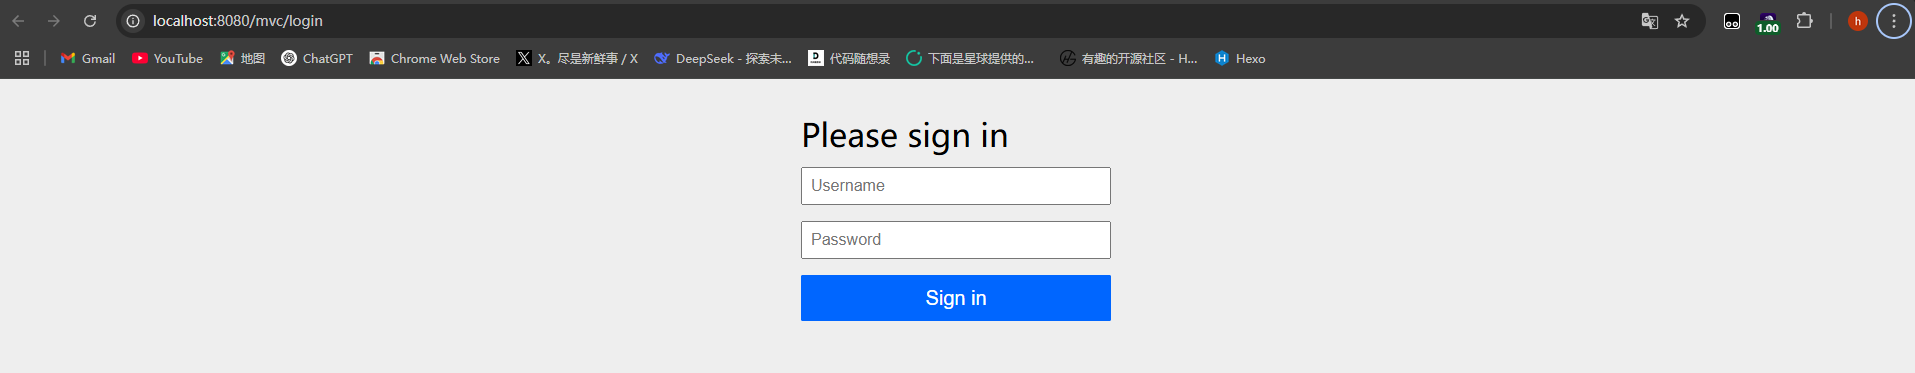 localhost:8080/mvc/login
1.00
h
Gmail YouTube 地图 ChatGPT Chrome Web Store X。尽是新鲜事 / X DeepSeek - 探索未... 代码随想录 下面是星球提供的... 有趣的开源社区 - H... Hexo
Please sign in
Username
Password
Sign in